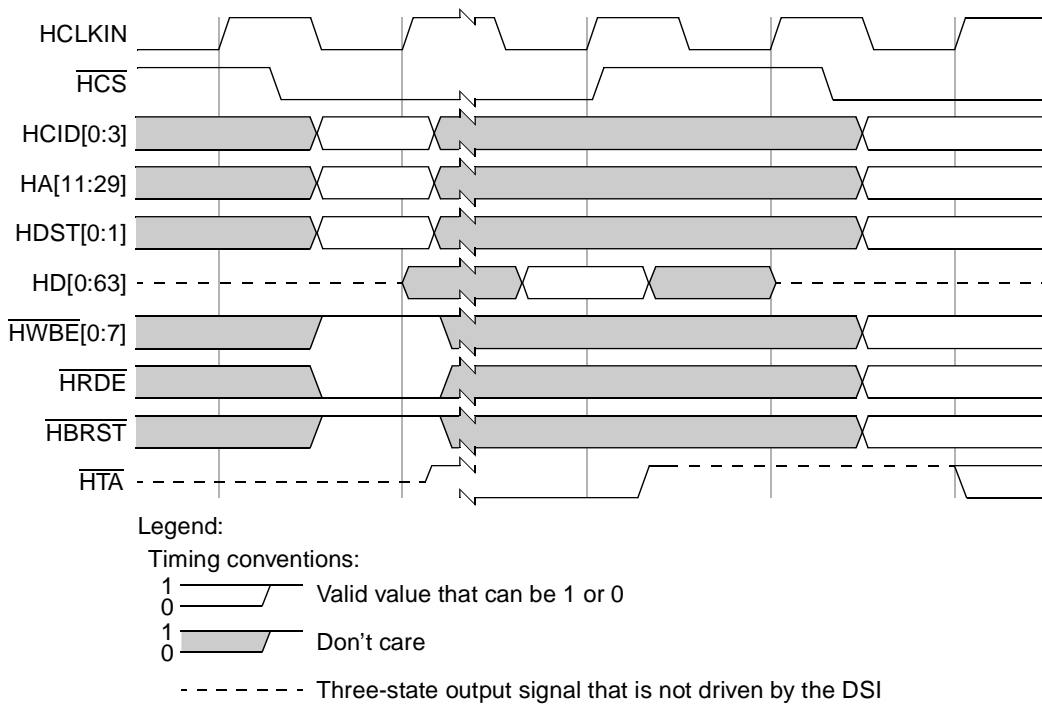 HCLKIN
HCS
HCID[0:3]
HA[11:29]
HDST[0:1]
HD[0:63]
HWBE[0:7]
HRDE
HBRST
HTA
Legend:
Timing conventions:
1
0
Valid value that can be 1 or 0
1
0
Don't care
Three-state output signal that is not driven by the DSI